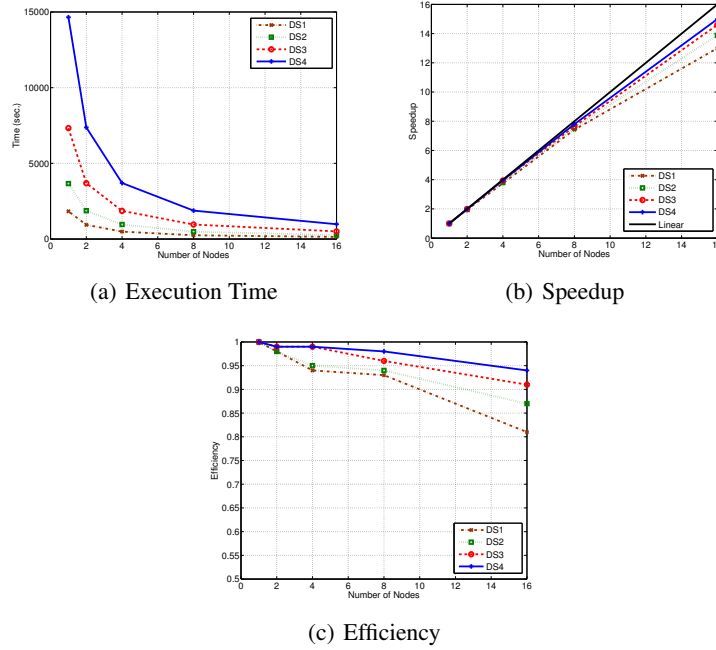 15000
10000
5000
0
Time (sec.)
0 2 4 6 8 10 12 14 16
Number of Nodes
DS1
DS2
DS3
DS4
(a) Execution Time
16
14
12
10
8
6
4
2
0
Speedup
0 2 4 6 8 10 12 14 16
Number of Nodes
DS1
DS2
DS3
DS4
Linear
(b) Speedup
1
0.95
0.9
0.85
0.8
0.75
0.7
0.65
0.6
0.55
0.5
Efficiency
0 2 4 6 8 10 12 14 16
Number of Nodes
DS1
DS2
DS3
DS4
(c) Efficiency